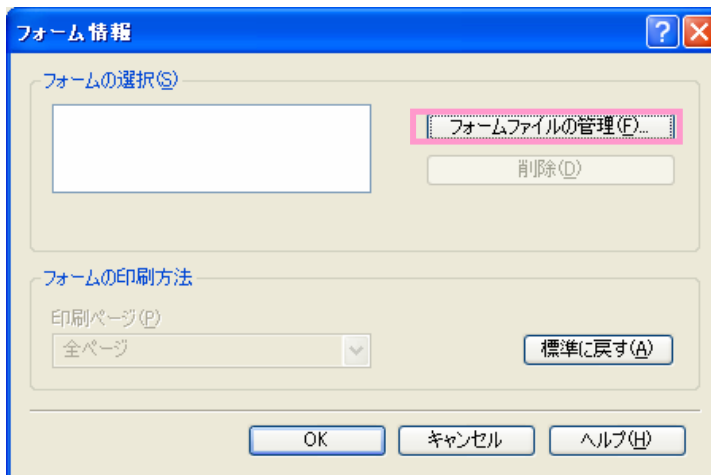 フォーム情報
フォームの選択(S)
フォームファイルの管理(F)...
削除(D)
フォームの印刷方法
印刷ページ(P)
全ページ
標準に戻す(A)
OK
キャンセル
ヘルプ(H)